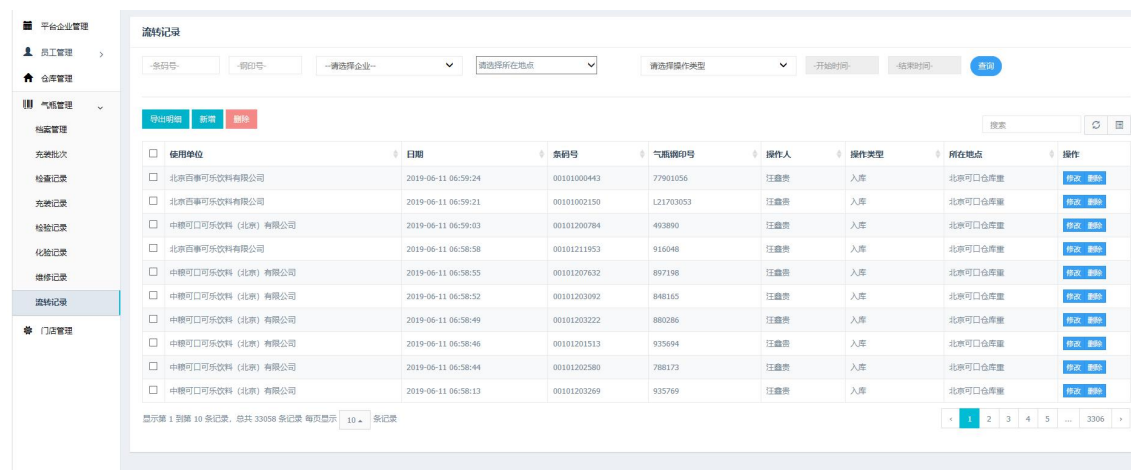 平台企业管理
员工管理
仓库管理
气瓶管理
档案管理
充装批次
检查记录
充装记录
检验记录
化验记录
维修记录
流转记录
门店管理
流转记录
-条码号- -钢印号- --请选择企业-- 请选择所在地点 请选择操作类型 -开始时间- -结束时间- 查询
导出明细 新增 删除
搜索
使用单位 日期 条码号 气瓶钢印号 操作人 操作类型 所在地点 操作
北京百事可乐饮料有限公司 2019-06-11 06:59:24 00101000443 77901056 汪鑫贵 入库 北京可口仓库重 修改 删除
北京百事可乐饮料有限公司 2019-06-11 06:59:21 00101002150 L21703053 汪鑫贵 入库 北京可口仓库重 修改 删除
中粮可口可乐饮料（北京）有限公司 2019-06-11 06:59:03 00101200784 493890 汪鑫贵 入库 北京可口仓库重 修改 删除
北京百事可乐饮料有限公司 2019-06-11 06:58:58 00101211953 916048 汪鑫贵 入库 北京可口仓库重 修改 删除
中粮可口可乐饮料（北京）有限公司 2019-06-11 06:58:55 00101207632 897198 汪鑫贵 入库 北京可口仓库重 修改 删除
中粮可口可乐饮料（北京）有限公司 2019-06-11 06:58:52 00101203092 848165 汪鑫贵 入库 北京可口仓库重 修改 删除
中粮可口可乐饮料（北京）有限公司 2019-06-11 06:58:49 00101203222 880286 汪鑫贵 入库 北京可口仓库重 修改 删除
中粮可口可乐饮料（北京）有限公司 2019-06-11 06:58:46 00101201513 935694 汪鑫贵 入库 北京可口仓库重 修改 删除
中粮可口可乐饮料（北京）有限公司 2019-06-11 06:58:44 00101202580 788173 汪鑫贵 入库 北京可口仓库重 修改 删除
中粮可口可乐饮料（北京）有限公司 2019-06-11 06:58:13 00101203269 935769 汪鑫贵 入库 北京可口仓库重 修改 删除
显示第 1 到第 10 条记录，总共 33058 条记录 每页显示 10 条记录
‹ 1 2 3 4 5 ... 3306 ›